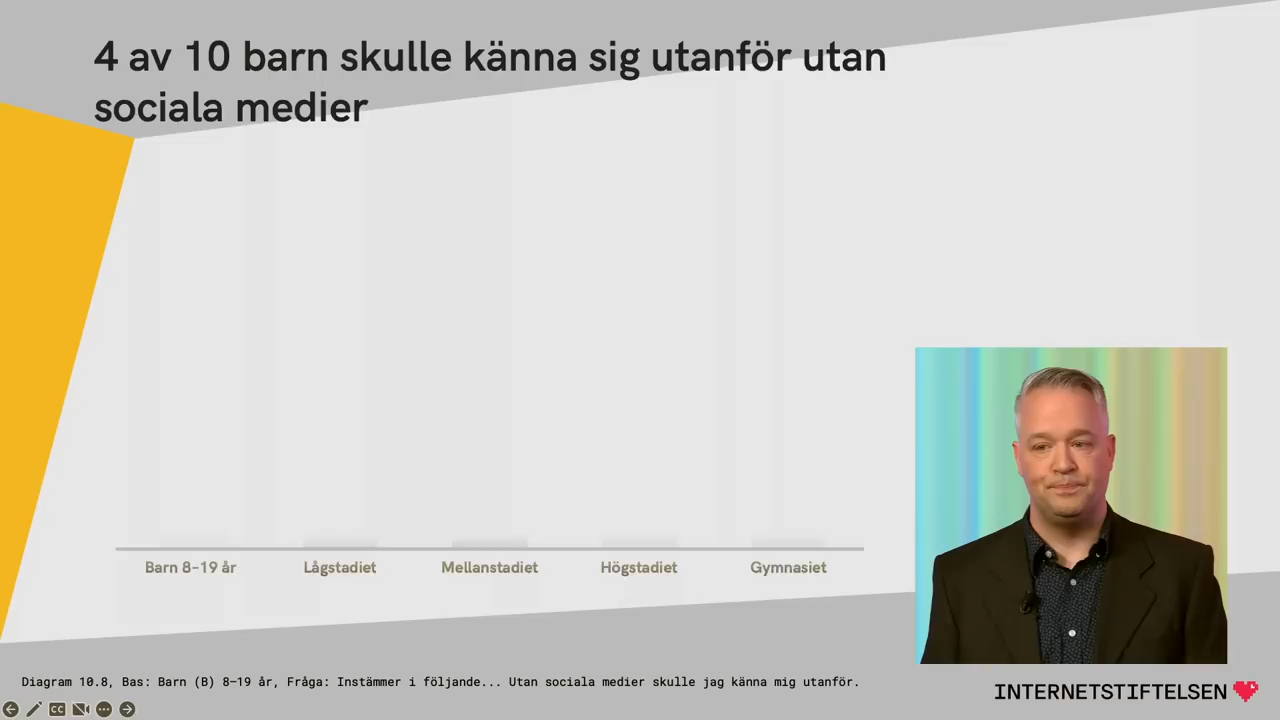 4 av 10 barn skulle känna sig utanför utan
sociala medier
Barn 8–19 år
Lågstadiet
Mellanstadiet
Högstadiet
Gymnasiet
Diagram 10.8, Bas: Barn (B) 8–19 år, Fråga: Instämmer i följande... Utan sociala medier skulle jag känna mig utanför.
INTERNETSTIFTELSEN
CC